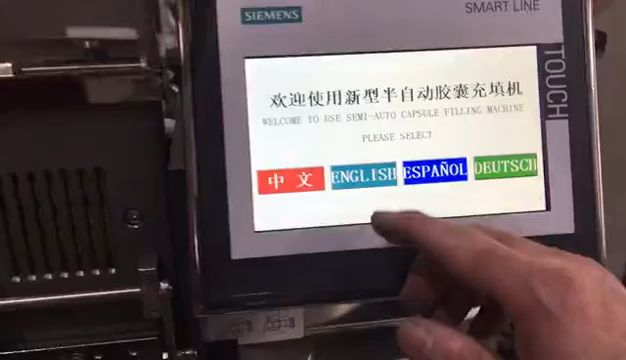 SIEMENS
SMART LINE
TOUCH
欢迎使用新型半自动胶囊充填机
WELCOME TO USE SEMI-AUTO CAPSULE FILLING MACHINE
PLEASE SELECT
中文 ENGLISH ESPAÑOL DEUTSCH